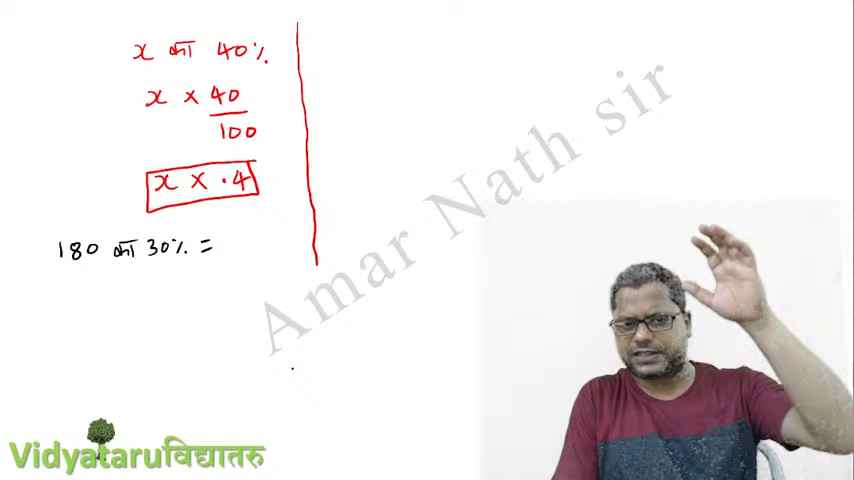 x का 40%
x × 40
100
x × .4
180 का 30% =
Amar Nath sir
Vidyataruविद्यातरु